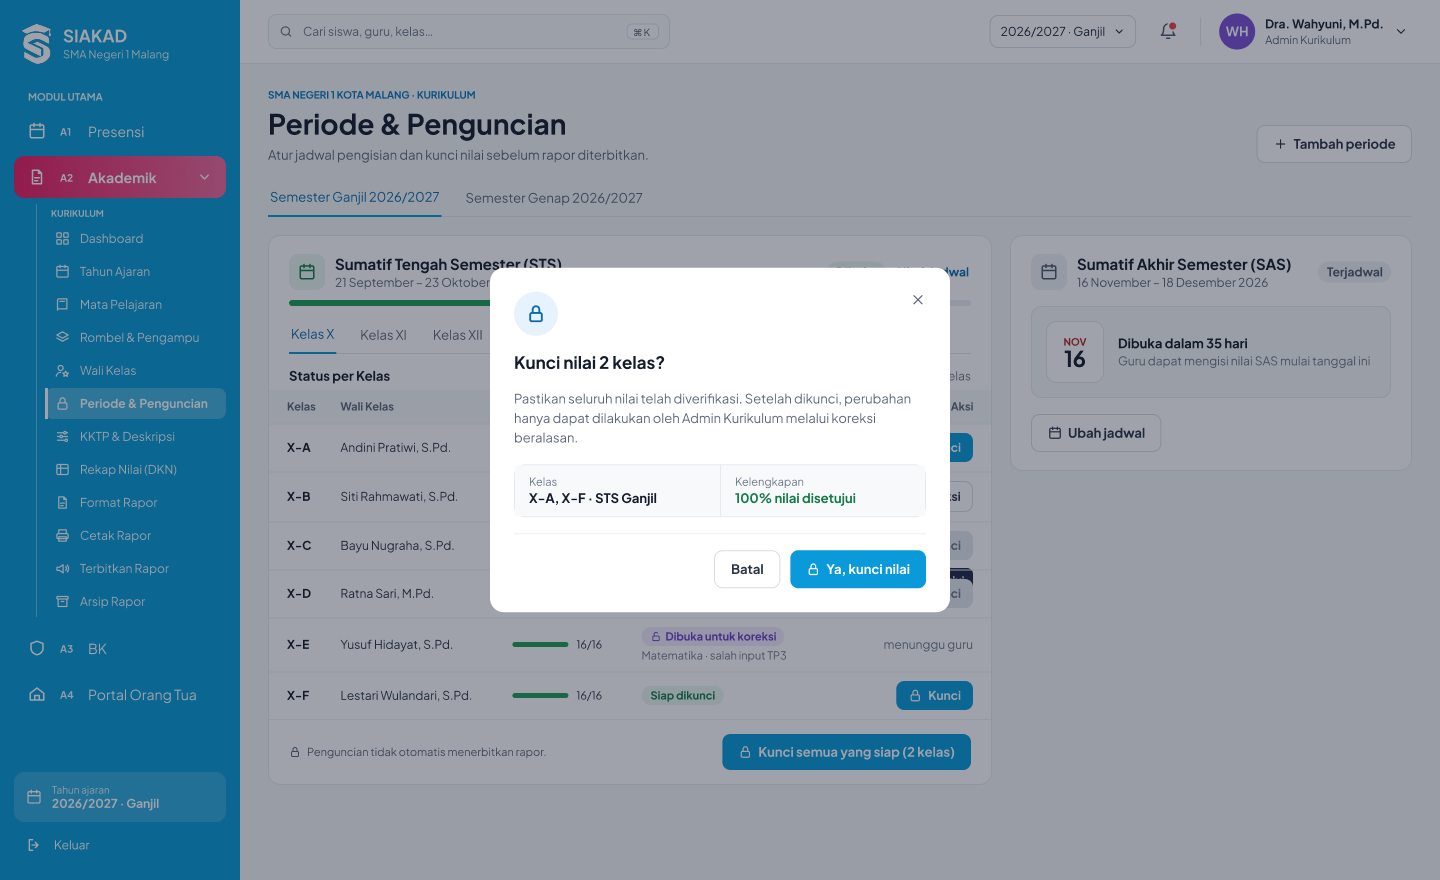 SIAKAD
SMA Negeri 1 Malang
MODUL UTAMA
A1 Presensi
A2 Akademik
KURIKULUM
Dashboard
Tahun Ajaran
Mata Pelajaran
Rombel & Pengampu
Wali Kelas
Periode & Penguncian
KKTP & Deskripsi
Rekap Nilai (DKN)
Format Rapor
Cetak Rapor
Terbitkan Rapor
Arsip Rapor
A3 BK
A4 Portal Orang Tua
Tahun ajaran
2026/2027 · Ganjil
Keluar
Cari siswa, guru, kelas...
⌘K
2026/2027 · Ganjil
WH
Dra. Wahyuni, M.Pd.
Admin Kurikulum
SMA NEGERI 1 KOTA MALANG · KURIKULUM
Periode & Penguncian
Atur jadwal pengisian dan kunci nilai sebelum rapor diterbitkan.
Tambah periode
Semester Ganjil 2026/2027
Semester Genap 2026/2027
Sumatif Tengah Semester (STS)
21 September – 23 Oktober
Kelas X
Kelas XI
Kelas XII
Status per Kelas
Kelas
Wali Kelas
Aksi
X-A
Andini Pratiwi, S.Pd.
X-B
Siti Rahmawati, S.Pd.
X-C
Bayu Nugraha, S.Pd.
X-D
Ratna Sari, M.Pd.
X-E
Yusuf Hidayat, S.Pd.
16/16
Dibuka untuk koreksi
Matematika · salah input TP3
menunggu guru
X-F
Lestari Wulandari, S.Pd.
16/16
Siap dikunci
Kunci
Penguncian tidak otomatis menerbitkan rapor.
Kunci semua yang siap (2 kelas)
Sumatif Akhir Semester (SAS)
16 November – 18 Desember 2026
Terjadwal
NOV
16
Dibuka dalam 35 hari
Guru dapat mengisi nilai SAS mulai tanggal ini
Ubah jadwal
Kunci nilai 2 kelas?
Pastikan seluruh nilai telah diverifikasi. Setelah dikunci, perubahan
hanya dapat dilakukan oleh Admin Kurikulum melalui koreksi
beralasan.
Kelas
X-A, X-F · STS Ganjil
Kelengkapan
100% nilai disetujui
Batal
Ya, kunci nilai